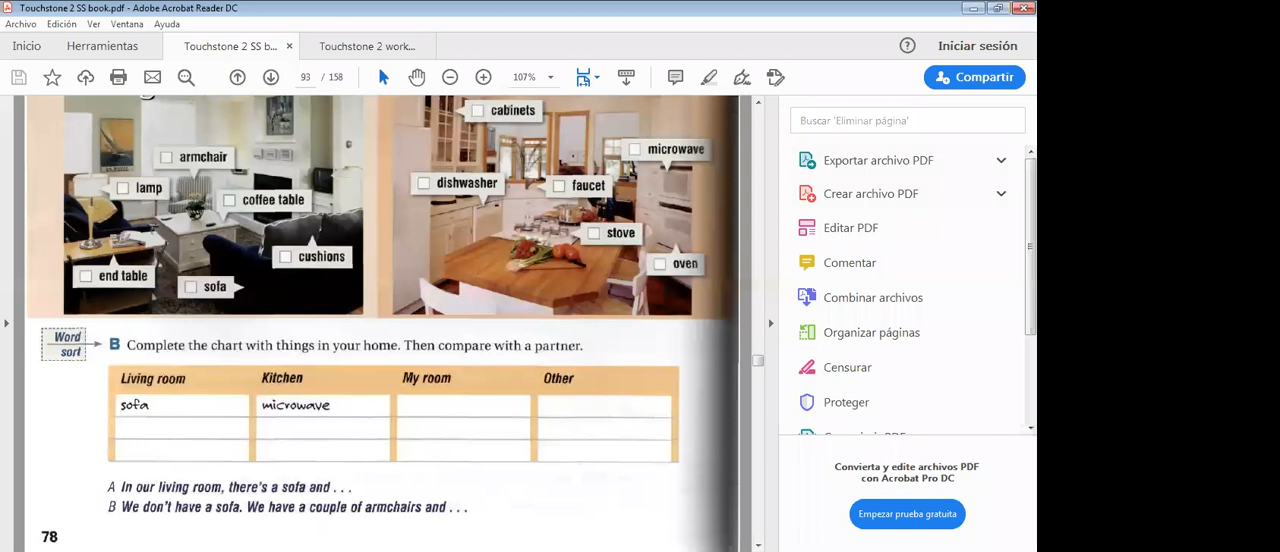 Touchstone 2 SS book.pdf - Adobe Acrobat Reader DC
Archivo Edición Ver Ventana Ayuda
Inicio Herramientas Touchstone 2 SS b... × Touchstone 2 work... Iniciar sesión
93 / 158 107% Compartir
cabinets
armchair
microwave
lamp
dishwasher
faucet
coffee table
stove
cushions
oven
end table
sofa
Word
sort
B Complete the chart with things in your home. Then compare with a partner.
Living room Kitchen My room Other
sofa microwave
A In our living room, there's a sofa and . . .
B We don't have a sofa. We have a couple of armchairs and . . .
78
Buscar 'Eliminar página'
Exportar archivo PDF
Crear archivo PDF
Editar PDF
Comentar
Combinar archivos
Organizar páginas
Censurar
Proteger
Convierta y edite archivos PDF
con Acrobat Pro DC
Empezar prueba gratuita